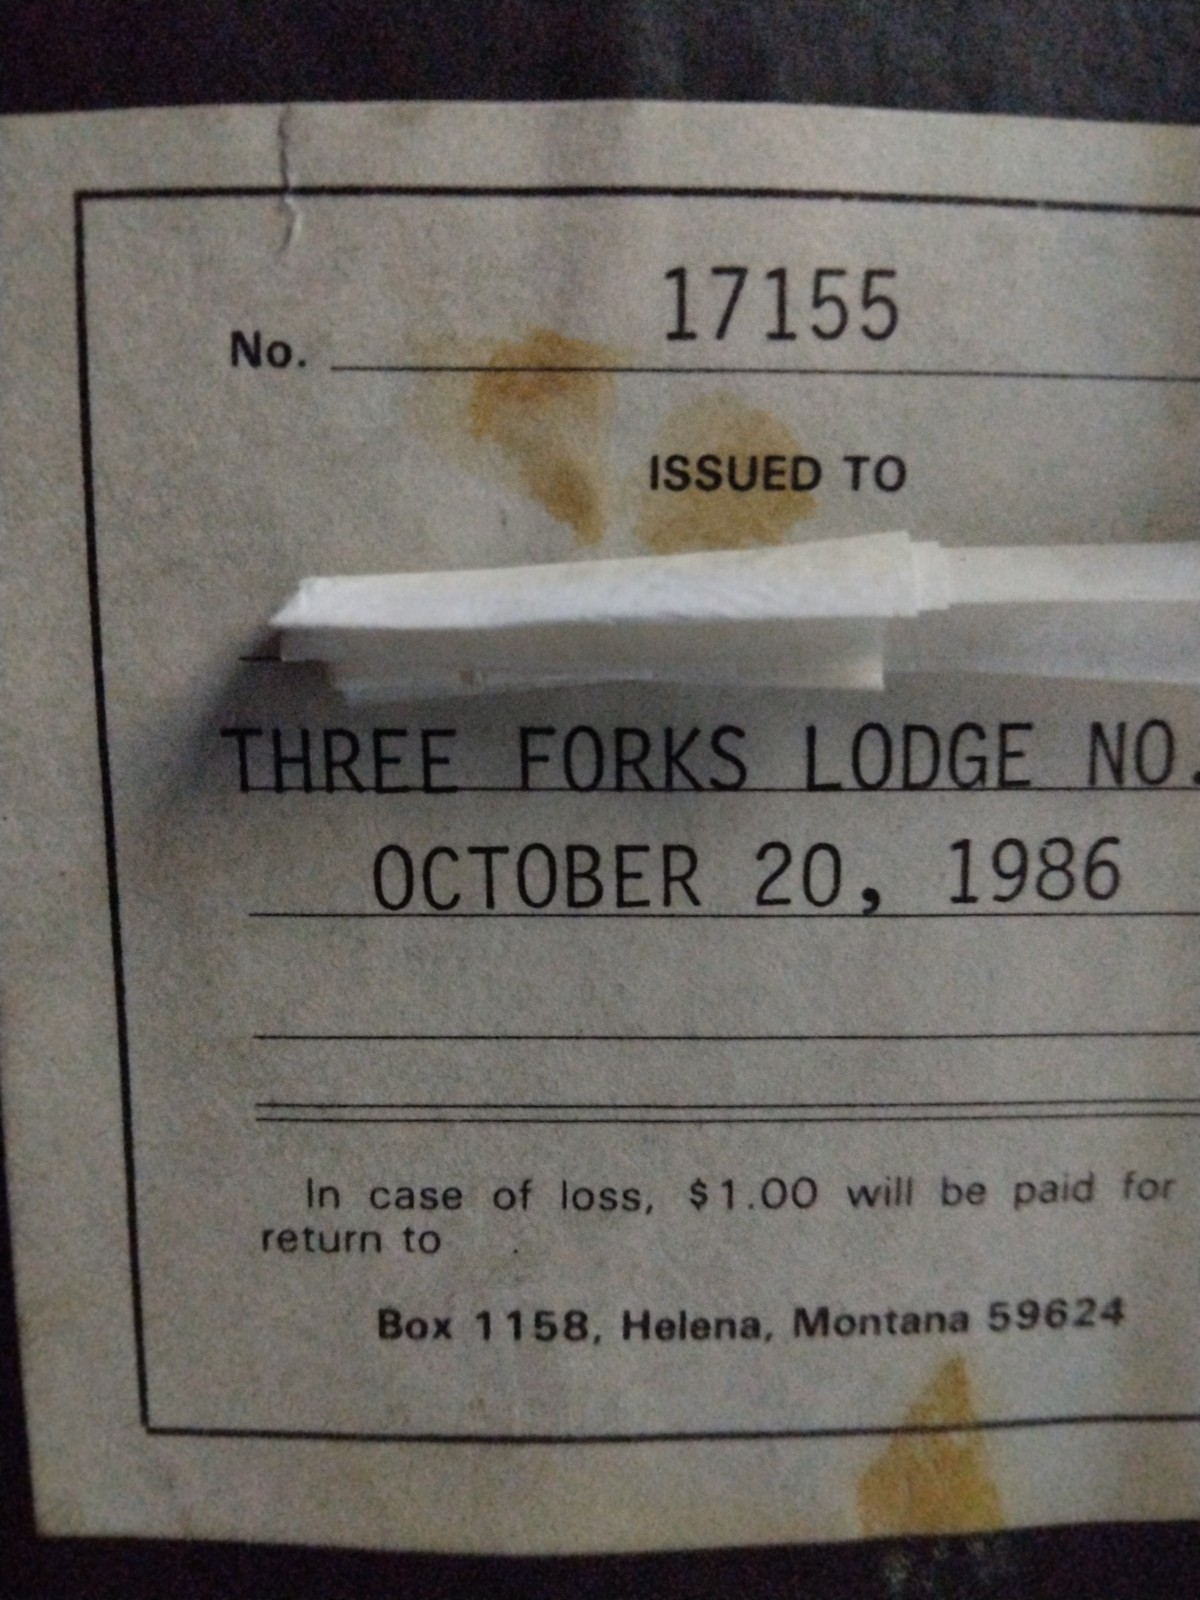 17155
No.
ISSUED TO
THREE FORKS LODGE NO.
OCTOBER 20, 1986
In case of loss, $1.00 will be paid for
return to
Box 1158, Helena, Montana 59624